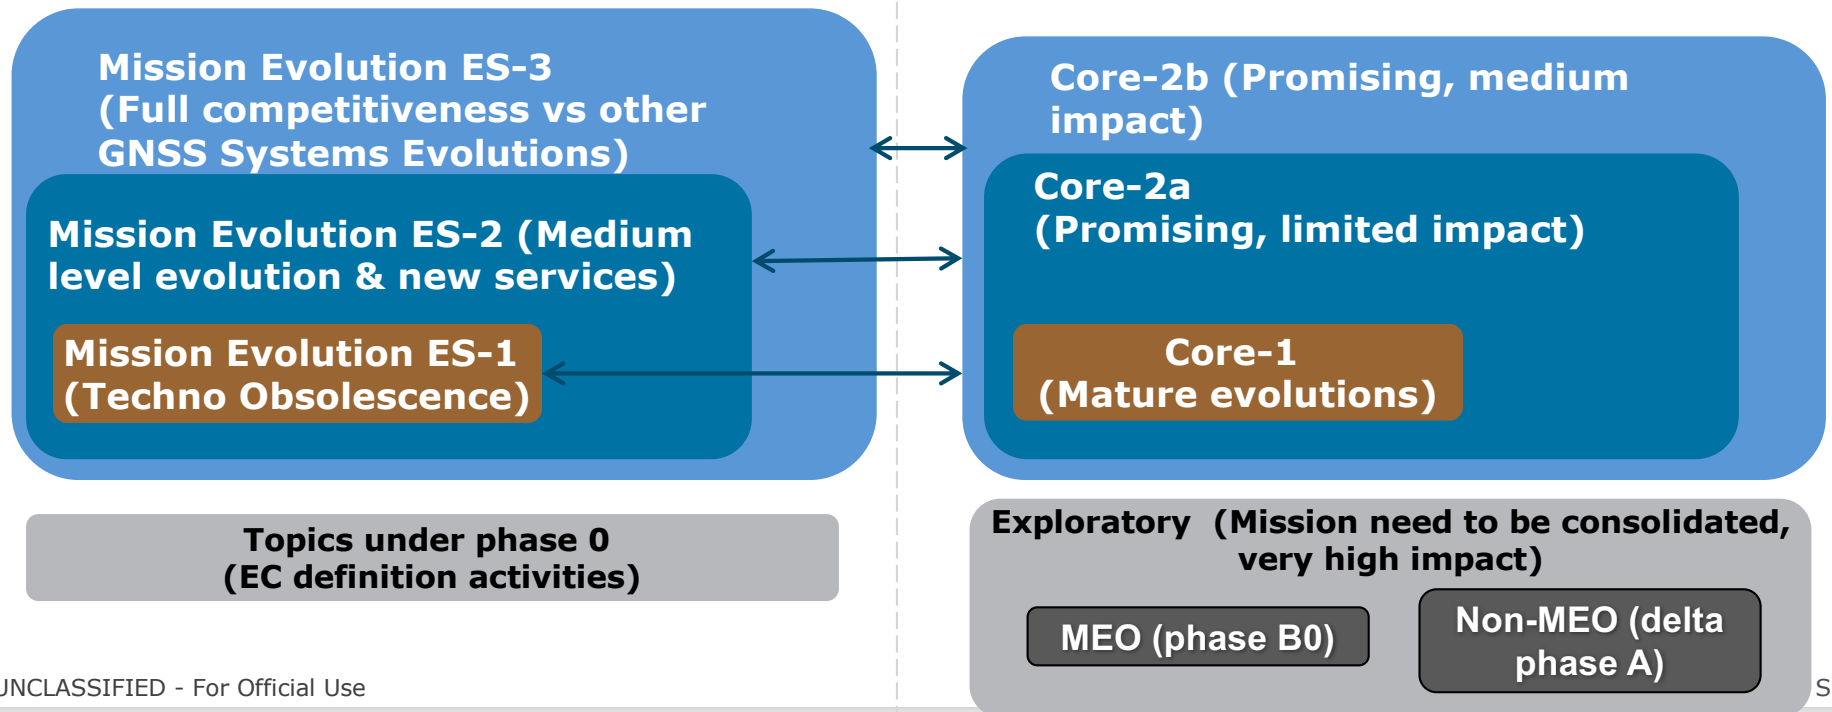 Mission Evolution ES-3
(Full competitiveness vs other
GNSS Systems Evolutions)
Mission Evolution ES-2 (Medium
level evolution & new services)
Mission Evolution ES-1
(Techno Obsolescence)
Topics under phase 0
(EC definition activities)
Core-2b (Promising, medium
impact)
Core-2a
(Promising, limited impact)
Core-1
(Mature evolutions)
Exploratory (Mission need to be consolidated,
very high impact)
MEO (phase B0)
Non-MEO (delta
phase A)
UNCLASSIFIED - For Official Use
S